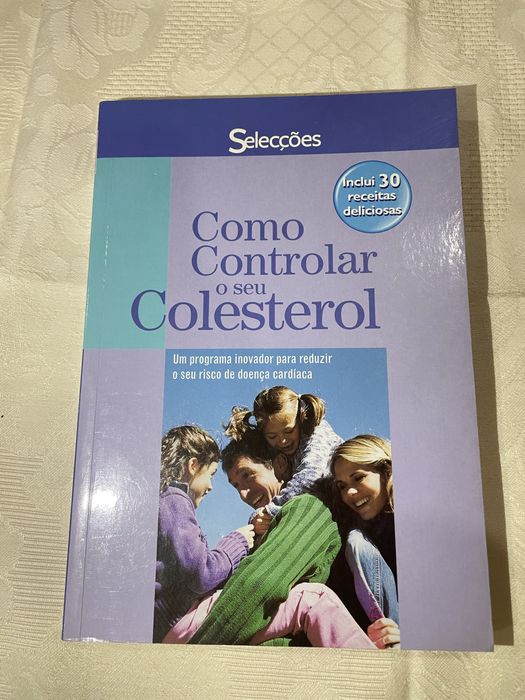 Selecções
Inclui 30
receitas
deliciosas
Como
Controlar
o seu
Colesterol
Um programa inovador para reduzir
o seu risco de doença cardíaca